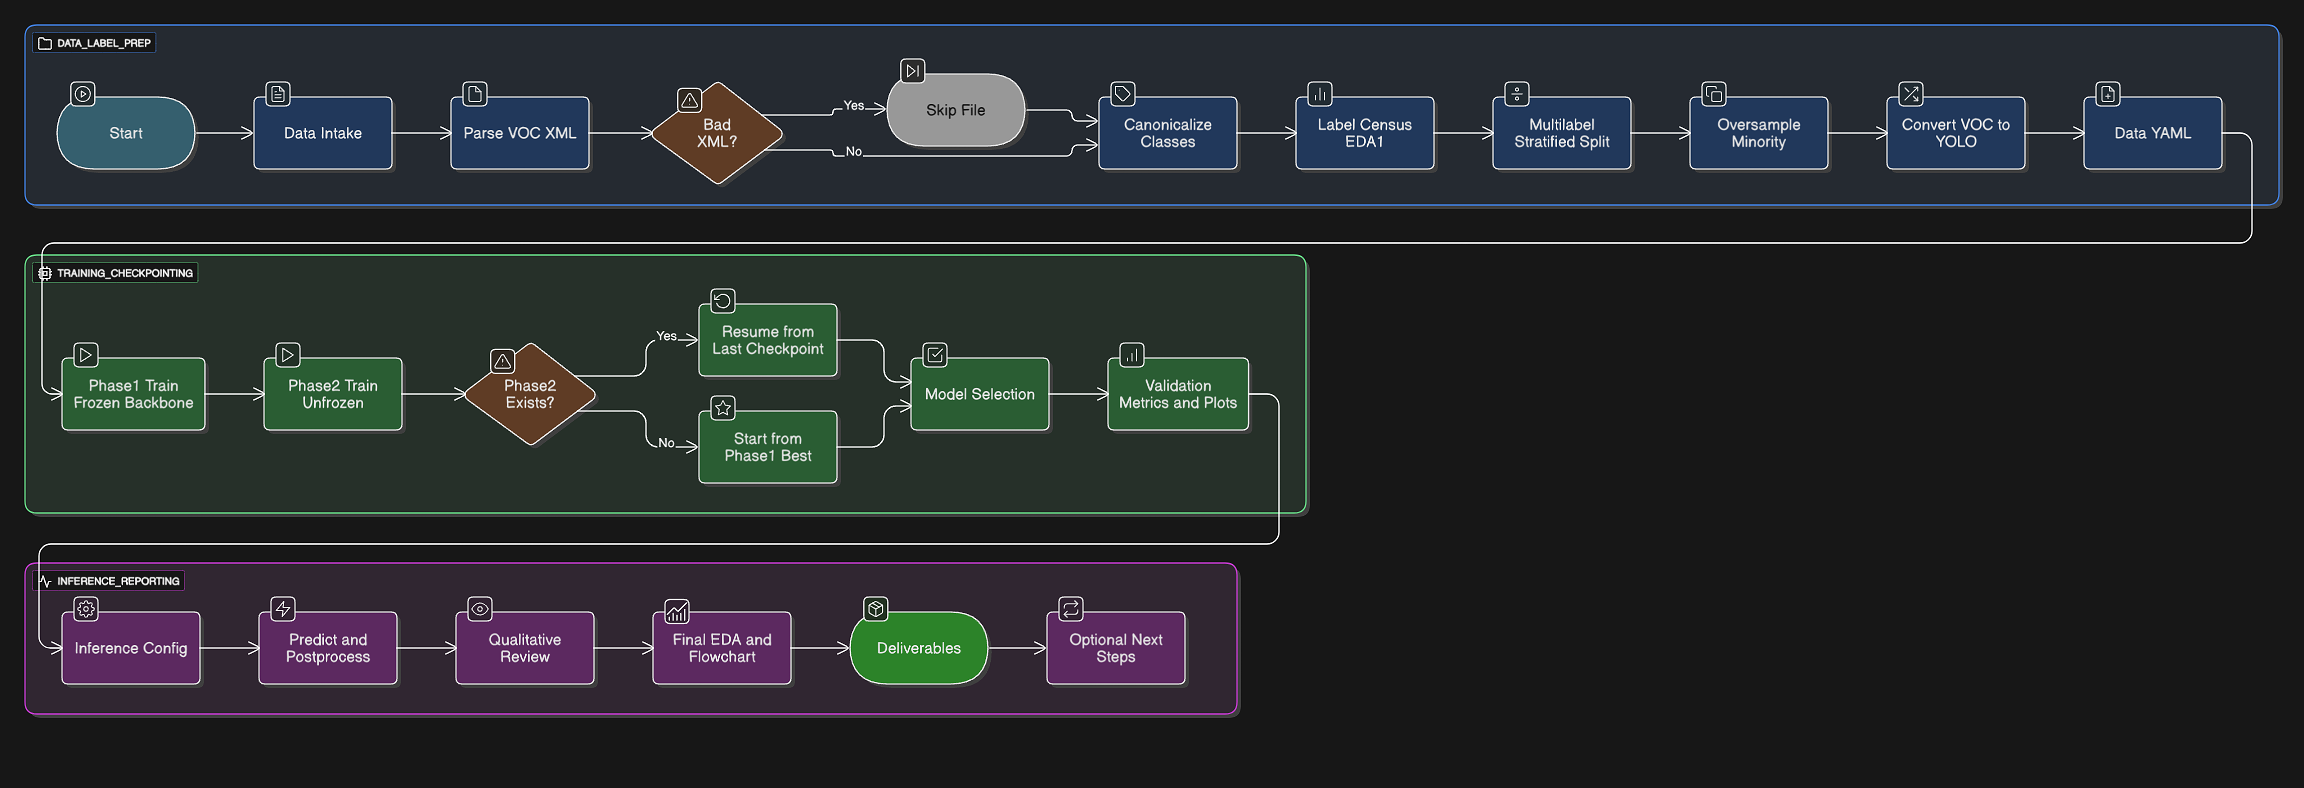 DATA_LABEL_PREP
Start
Data Intake
Parse VOC XML
Bad
XML?
Yes
No
Skip File
Canonicalize
Classes
Label Census
EDA1
Multilabel
Stratified Split
Oversample
Minority
Convert VOC to
YOLO
Data YAML
TRAINING_CHECKPOINTING
Phase1 Train
Frozen Backbone
Phase2 Train
Unfrozen
Phase2
Exists?
Yes
No
Resume from
Last Checkpoint
Start from
Phase1 Best
Model Selection
Validation
Metrics and Plots
INFERENCE_REPORTING
Inference Config
Predict and
Postprocess
Qualitative
Review
Final EDA and
Flowchart
Deliverables
Optional Next
Steps